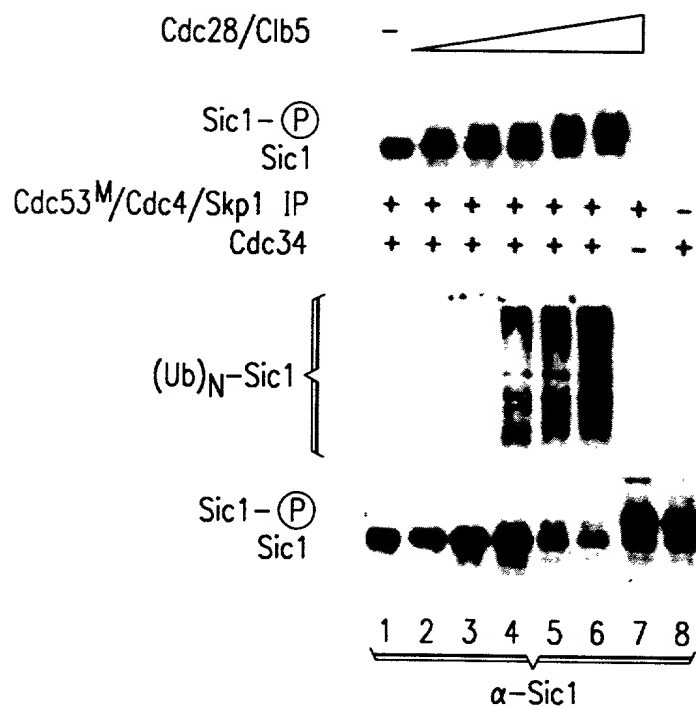 Cdc28/Clb5 -
Sic1-Ⓟ
Sic1
Cdc53ᴹ/Cdc4/Skp1 IP + + + + + + + -
Cdc34 + + + + + + - +
(Ub)N-Sic1
Sic1-Ⓟ
Sic1
1 2 3 4 5 6 7 8
α-Sic1